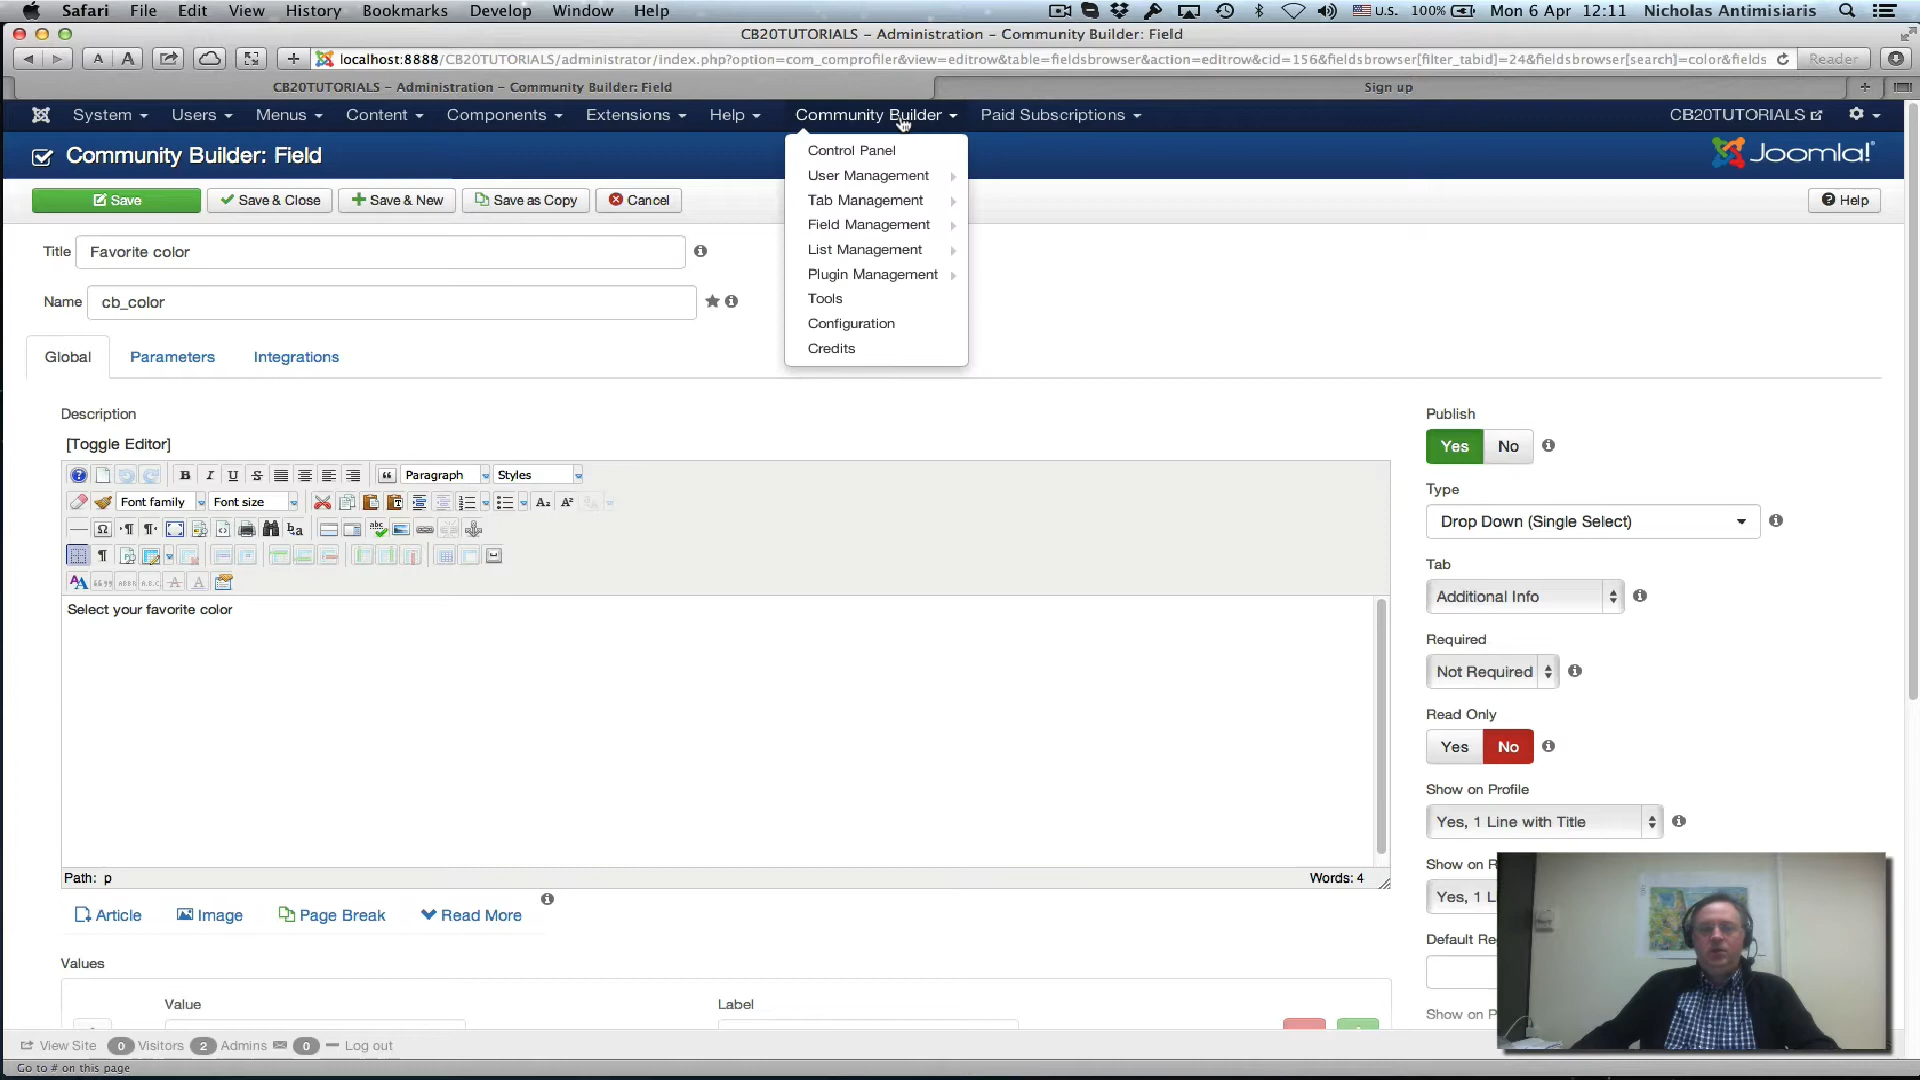 Safari File Edit View History Bookmarks Develop Window Help U.S. 100% Mon 6 Apr 12:11 Nicholas Antimisiaris
CB20TUTORIALS – Administration – Community Builder: Field
A A localhost:8888/CB20TUTORIALS/administrator/index.php?option=com_comprofiler&view=editrow&table=fieldsbrowser&action=editrow&cid=156&fieldsbrowser[filter_tabid]=24&fieldsbrowser[search]=color&fields Reader
CB20TUTORIALS – Administration – Community Builder: Field Sign up
System Users Menus Content Components Extensions Help Community Builder Paid Subscriptions CB20TUTORIALS
Community Builder: Field Joomla!
Control Panel
User Management
Tab Management
Field Management
List Management
Plugin Management
Tools
Configuration
Credits
Save Save & Close Save & New Save as Copy Cancel Help
Title Favorite color
Name cb_color
Global Parameters Integrations
Description
[Toggle Editor]
B I U S Paragraph Styles
Font family Font size
Select your favorite color
Path: p Words: 4
Article Image Page Break Read More
Values
Value Label
Publish
Yes No
Type
Drop Down (Single Select)
Tab
Additional Info
Required
Not Required
Read Only
Yes No
Show on Profile
Yes, 1 Line with Title
Show on R
Yes, 1 L
Default Re
Show on P
View Site 0 Visitors 2 Admins 0 Log out
Go to # on this page